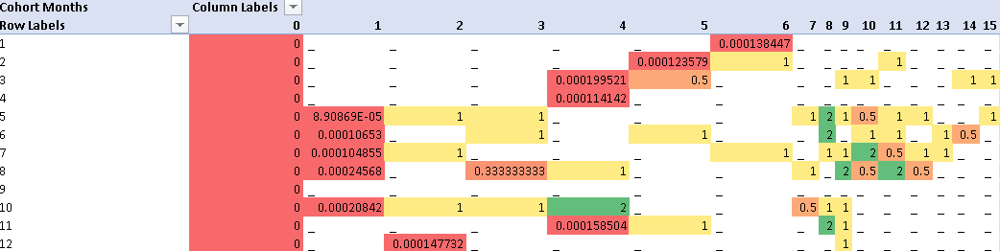 Cohort Months Column Labels
Row Labels 0 1 2 3 4 5 6 7 8 9 10 11 12 13 14 15
1 0 _ _ _ _ _ 0.000138447 _ _ _ _ _ _ _ _ _
2 0 _ _ _ _ 0.000123579 1 _ _ _ _ 1 _ _ _ _
3 0 _ _ _ 0.000199521 0.5 _ _ _ 1 1 _ _ _ 1 1
4 0 _ _ _ 0.000114142 _ _ _ _ _ _ _ _ _ _ _
5 0 8.90869E-05 1 1 _ _ _ 1 2 1 0.5 1 1 _ _ 1
6 0 0.00010653 _ 1 _ 1 _ _ 2 _ 1 1 _ 1 0.5 _
7 0 0.000104855 1 _ _ _ 1 _ 1 1 2 0.5 1 1 _ _
8 0 0.00024568 _ 0.333333333 1 _ _ 1 _ 2 0.5 2 0.5 _ _ _
9 0 _ _ _ _ _ _ _ _ _ _ _ _ _ _ _
10 0 0.00020842 1 1 2 _ _ 0.5 1 1 _ _ _ _ _ _
11 0 _ _ _ 0.000158504 1 _ _ 2 1 _ _ _ _ _ _
12 0 _ 0.000147732 _ _ _ _ _ _ 1 _ _ _ _ _ _